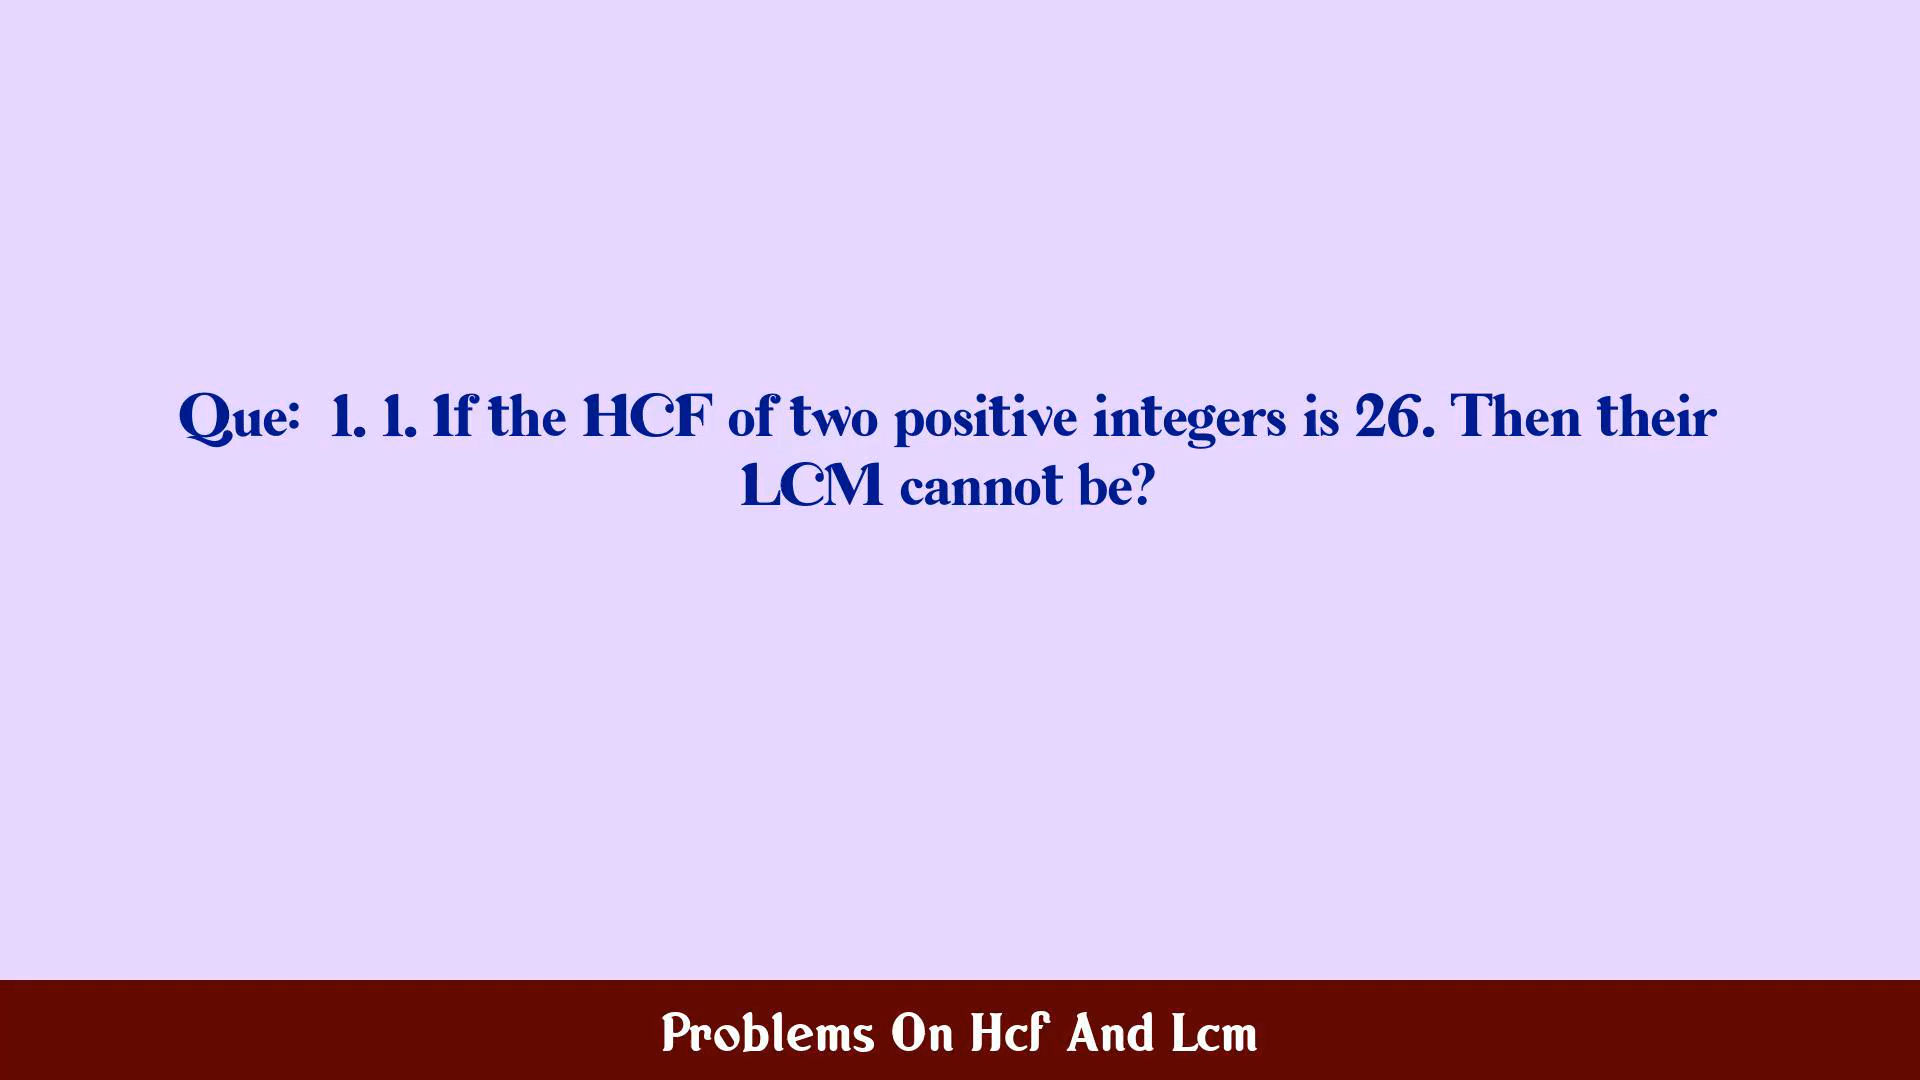 Que: 1. 1. If the HCF of two positive integers is 26. Then their
LCM cannot be?
Problems On Hcf And Lcm